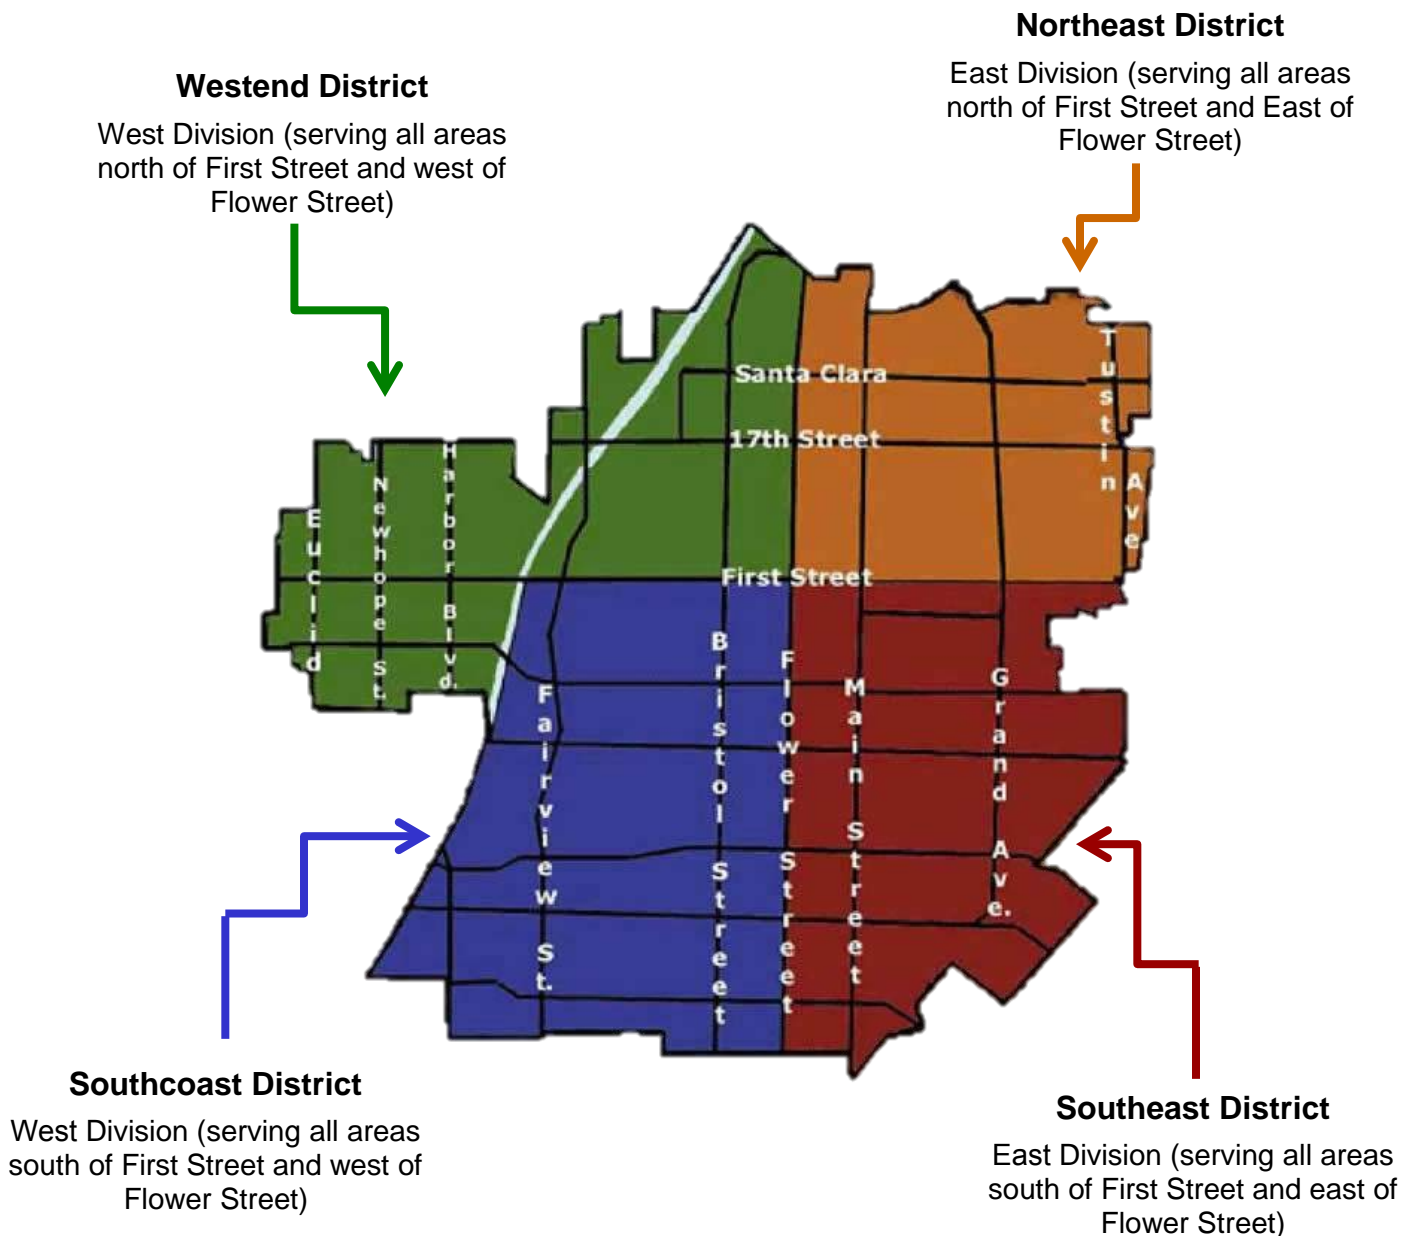 Northeast District
East Division (serving all areas
north of First Street and East of
Flower Street)
Westend District
West Division (serving all areas
north of First Street and west of
Flower Street)
Santa Clara
17th Street
First Street
Euclid
Newhope St.
Harbor Blvd.
Fairview St.
Bristol Street
Flower Street
Main Street
Grand Ave.
Tustin Ave
Southcoast District
West Division (serving all areas
south of First Street and west of
Flower Street)
Southeast District
East Division (serving all areas
south of First Street and east of
Flower Street)